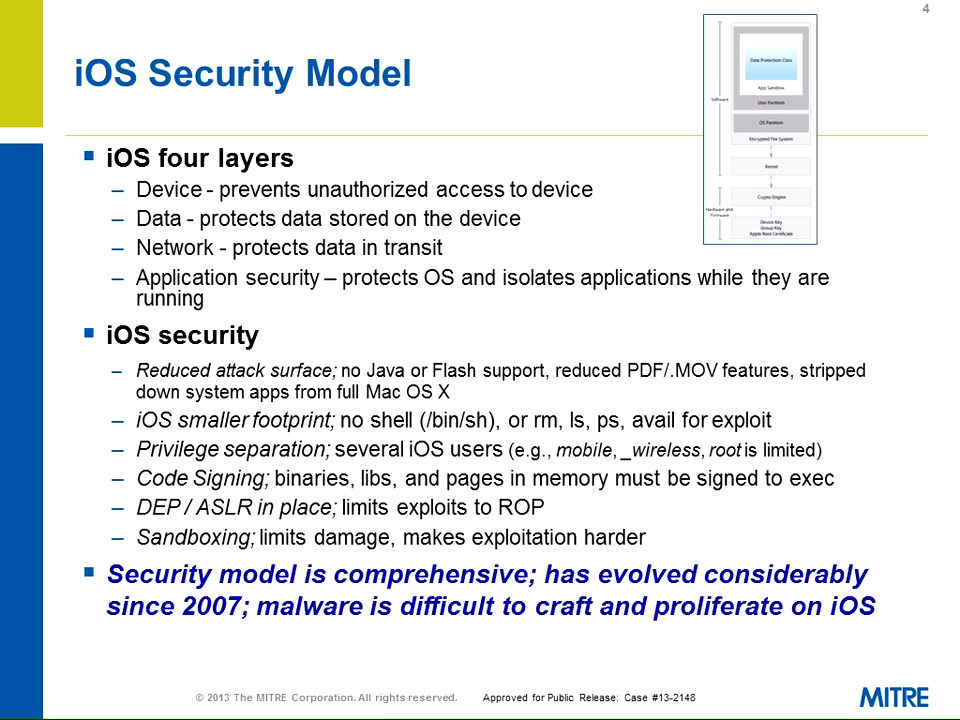 4
iOS Security Model
Data Protection Class
App Sandbox
User Partition
OS Partition
Encrypted File System
Software
Kernel
Crypto Engine
Hardware and
Firmware
Device Key
Group Key
Apple Root Certificate
▪ iOS four layers
– Device - prevents unauthorized access to device
– Data - protects data stored on the device
– Network - protects data in transit
– Application security – protects OS and isolates applications while they are
running
▪ iOS security
– Reduced attack surface; no Java or Flash support, reduced PDF/.MOV features, stripped
down system apps from full Mac OS X
– iOS smaller footprint; no shell (/bin/sh), or rm, ls, ps, avail for exploit
– Privilege separation; several iOS users (e.g., mobile, _wireless, root is limited)
– Code Signing; binaries, libs, and pages in memory must be signed to exec
– DEP / ASLR in place; limits exploits to ROP
– Sandboxing; limits damage, makes exploitation harder
▪ Security model is comprehensive; has evolved considerably
since 2007; malware is difficult to craft and proliferate on iOS
© 2013 The MITRE Corporation. All rights reserved. Approved for Public Release: Case #13-2148
MITRE